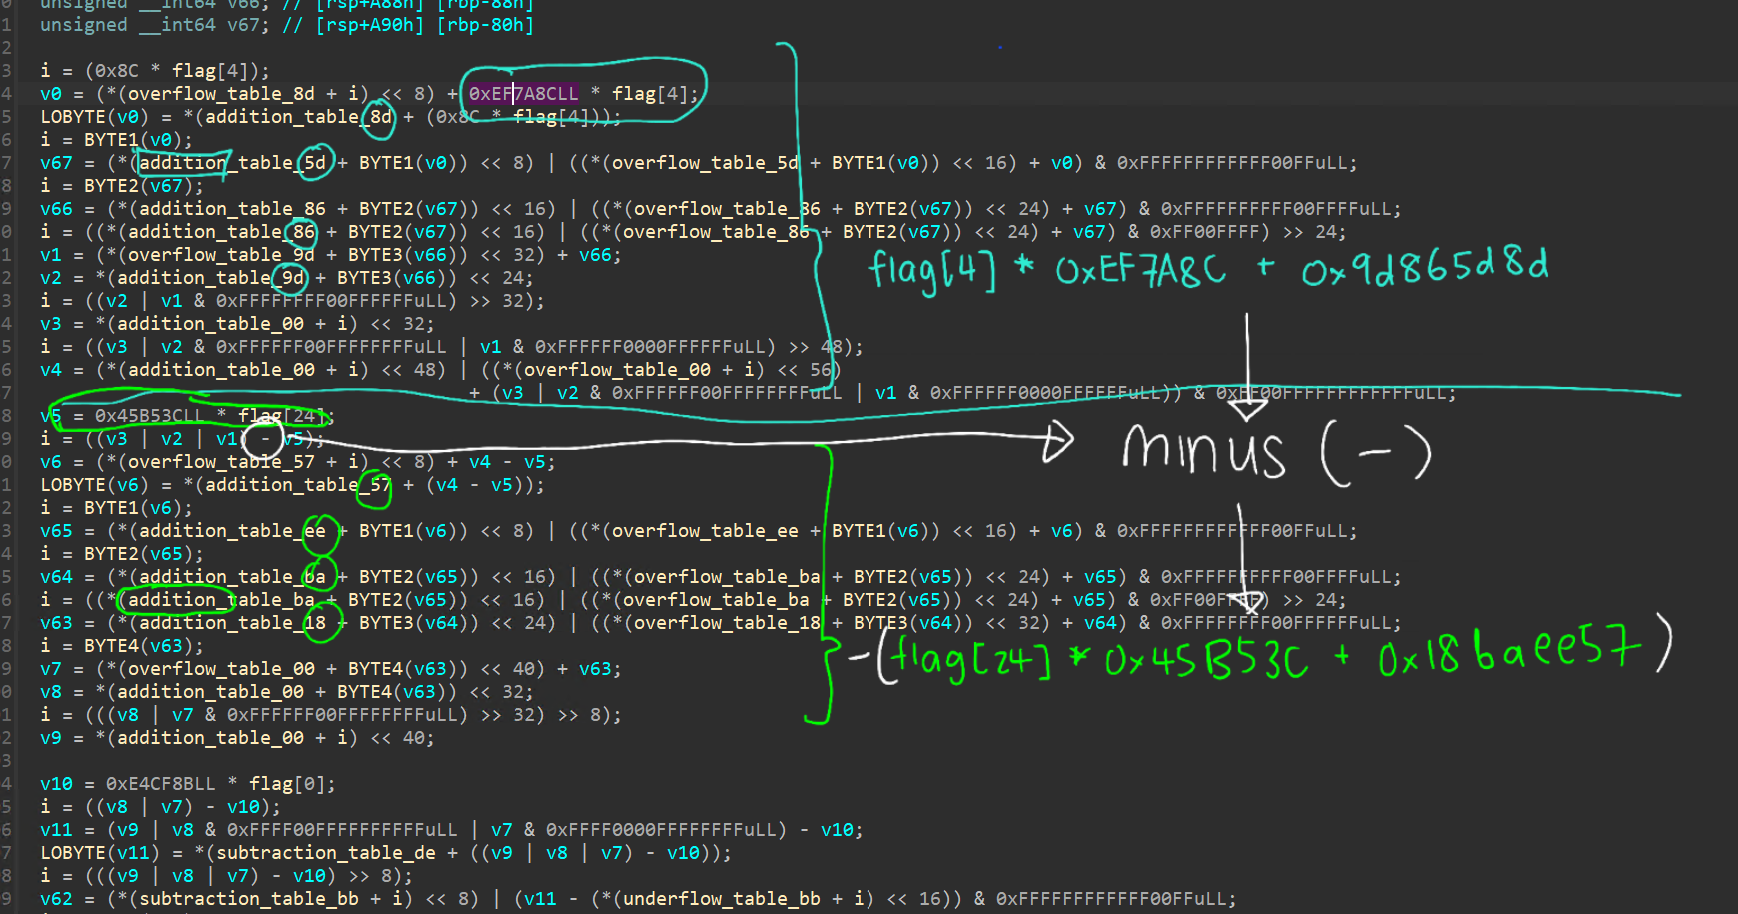 unsigned __int64 v66; // [rsp+A88h] [rbp-88h]
1 unsigned __int64 v67; // [rsp+A90h] [rbp-80h]
2
3 i = (0x8C * flag[4]);
4 v0 = (*(overflow_table_8d + i) << 8) + 0xEF7A8CLL * flag[4];
5 LOBYTE(v0) = *(addition_table_8d + (0x8C * flag[4]));
6 i = BYTE1(v0);
7 v67 = (*(addition_table_5d + BYTE1(v0)) << 8) | ((*(overflow_table_5d + BYTE1(v0)) << 16) + v0) & 0xFFFFFFFFFFFF00FFuLL;
8 i = BYTE2(v67);
9 v66 = (*(addition_table_86 + BYTE2(v67)) << 16) | ((*(overflow_table_86 + BYTE2(v67)) << 24) + v67) & 0xFFFFFFFFFF00FFFFuLL;
0 i = ((*(addition_table_86 + BYTE2(v67)) << 16) | ((*(overflow_table_86 + BYTE2(v67)) << 24) + v67) & 0xFF00FFFF) >> 24;
1 v1 = (*(overflow_table_9d + BYTE3(v66)) << 32) + v66;
2 v2 = *(addition_table_9d + BYTE3(v66)) << 24;
flag[4] * 0xEF7A8C + 0x9d865d8d
3 i = ((v2 | v1 & 0xFFFFFFFF00FFFFFFuLL) >> 32);
4 v3 = *(addition_table_00 + i) << 32;
5 i = ((v3 | v2 & 0xFFFFFF00FFFFFFFFuLL | v1 & 0xFFFFFF0000FFFFFFuLL) >> 48);
6 v4 = (*(addition_table_00 + i) << 48) | ((*(overflow_table_00 + i) << 56)
7 + (v3 | v2 & 0xFFFFFF00FFFFFFFFuLL | v1 & 0xFFFFFF0000FFFFFFuLL)) & 0xFF00FFFFFFFFFFFFuLL;
8 v5 = 0x45B53CLL * flag[24];
9 i = ((v3 | v2 | v1) - v5);
minus (-)
0 v6 = (*(overflow_table_57 + i) << 8) + v4 - v5;
1 LOBYTE(v6) = *(addition_table_57 + (v4 - v5));
2 i = BYTE1(v6);
3 v65 = (*(addition_table_ee + BYTE1(v6)) << 8) | ((*(overflow_table_ee + BYTE1(v6)) << 16) + v6) & 0xFFFFFFFFFFFF00FFuLL;
4 i = BYTE2(v65);
5 v64 = (*(addition_table_ba + BYTE2(v65)) << 16) | ((*(overflow_table_ba + BYTE2(v65)) << 24) + v65) & 0xFFFFFFFFFF00FFFFuLL;
6 i = ((*(addition_table_ba + BYTE2(v65)) << 16) | ((*(overflow_table_ba + BYTE2(v65)) << 24) + v65) & 0xFF00FFFF) >> 24;
7 v63 = (*(addition_table_18 + BYTE3(v64)) << 24) | ((*(overflow_table_18 + BYTE3(v64)) << 32) + v64) & 0xFFFFFFFF00FFFFFFuLL;
8 i = BYTE4(v63);
-(flag[24] * 0x45B53C + 0x18baee57)
9 v7 = (*(overflow_table_00 + BYTE4(v63)) << 40) + v63;
0 v8 = *(addition_table_00 + BYTE4(v63)) << 32;
1 i = (((v8 | v7 & 0xFFFFFF00FFFFFFFFuLL) >> 32) >> 8);
2 v9 = *(addition_table_00 + i) << 40;
3
4 v10 = 0xE4CF8BLL * flag[0];
5 i = ((v8 | v7) - v10);
6 v11 = (v9 | v8 & 0xFFFF00FFFFFFFFFFuLL | v7 & 0xFFFF0000FFFFFFFFuLL) - v10;
7 LOBYTE(v11) = *(subtraction_table_de + ((v9 | v8 | v7) - v10));
8 i = (((v9 | v8 | v7) - v10) >> 8);
9 v62 = (*(subtraction_table_bb + i) << 8) | (v11 - (*(underflow_table_bb + i) << 16)) & 0xFFFFFFFFFFFF00FFuLL;